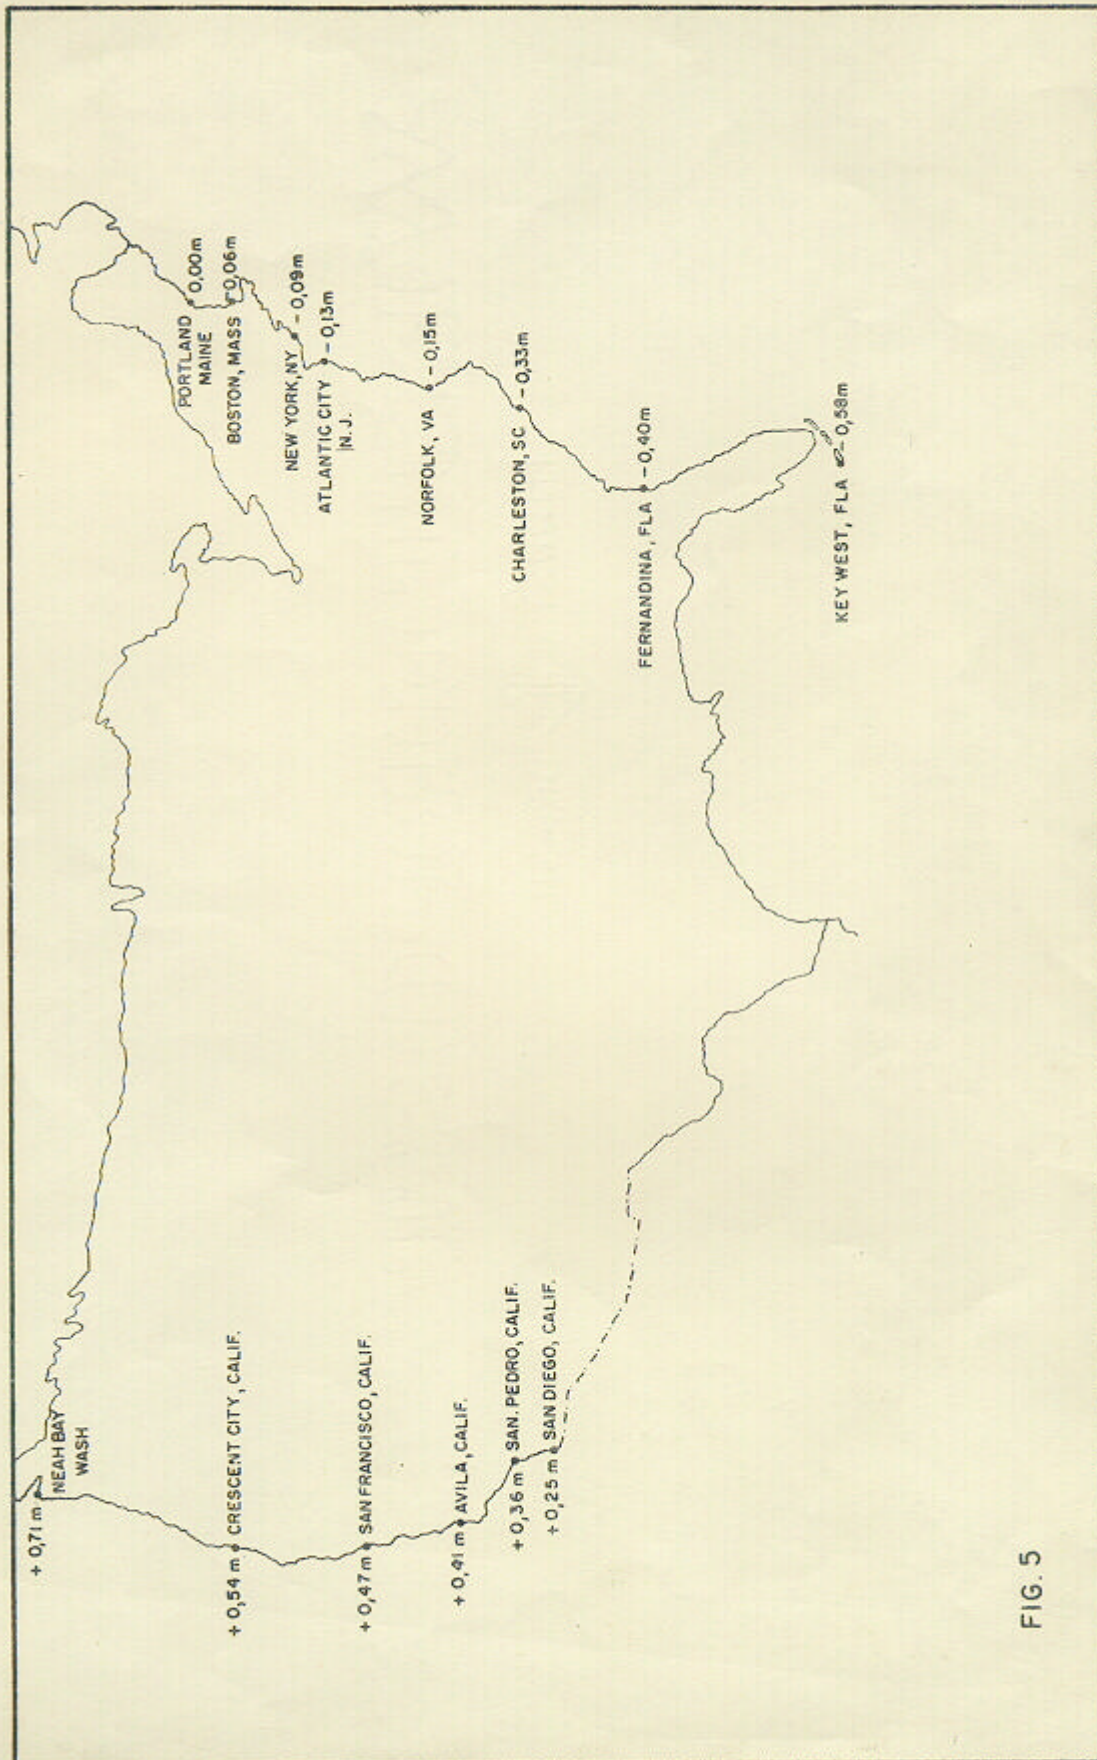 + 0,71 m
NEAH BAY
WASH
+ 0,54 m CRESCENT CITY, CALIF.
+ 0,47 m SAN FRANCISCO, CALIF.
+ 0,41 m AVILA, CALIF.
+ 0,36 m SAN. PEDRO, CALIF.
+ 0,25 m SAN DIEGO, CALIF.
PORTLAND 0,00m
MAINE
BOSTON, MASS 0,06m
NEW YORK, NY - 0,09m
ATLANTIC CITY - 0,13m
N. J.
NORFOLK, VA - 0,15m
CHARLESTON, SC - 0,33m
FERNANDINA, FLA - 0,40m
KEY WEST, FLA - 0,58m
FIG. 5